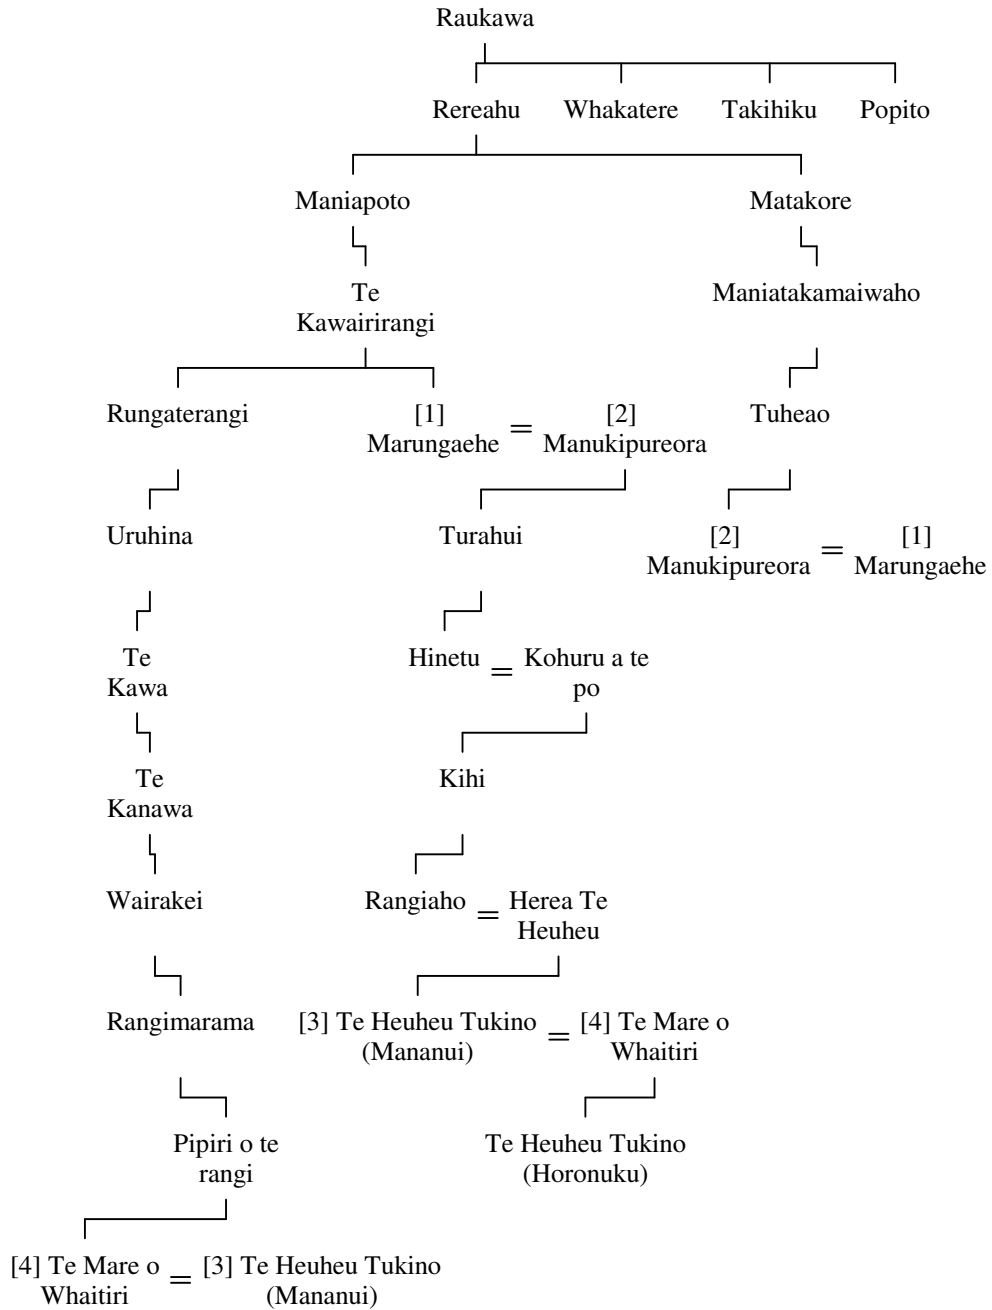 Raukawa
Rereahu Whakatere Takihiku Popito
Maniapoto Matakore
Te Maniatakamaiwaho
Kawairirangi
Rungaterangi [1] [2] Tuheao
Marungaehe = Manukipureora
Uruhina Turahui [2] [1]
Manukipureora = Marungaehe
Te Hinetu = Kohuru a te
Kawa po
Te Kihi
Kanawa
Wairakei Rangiaho = Herea Te
Heuheu
Rangimarama [3] Te Heuheu Tukino = [4] Te Mare o
(Mananui) Whaitiri
Pipiri o te Te Heuheu Tukino
rangi (Horonuku)
[4] Te Mare o = [3] Te Heuheu Tukino
Whaitiri (Mananui)